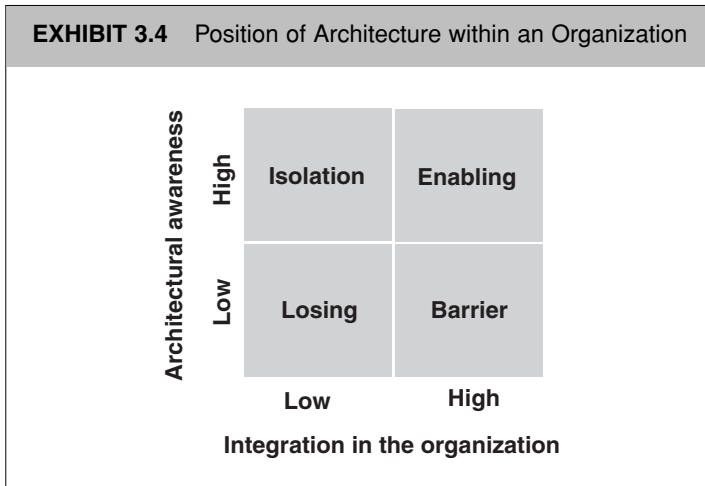 EXHIBIT 3.4 Position of Architecture within an Organization
Architectural awareness
High
Isolation Enabling
Low
Losing Barrier
Low High
Integration in the organization